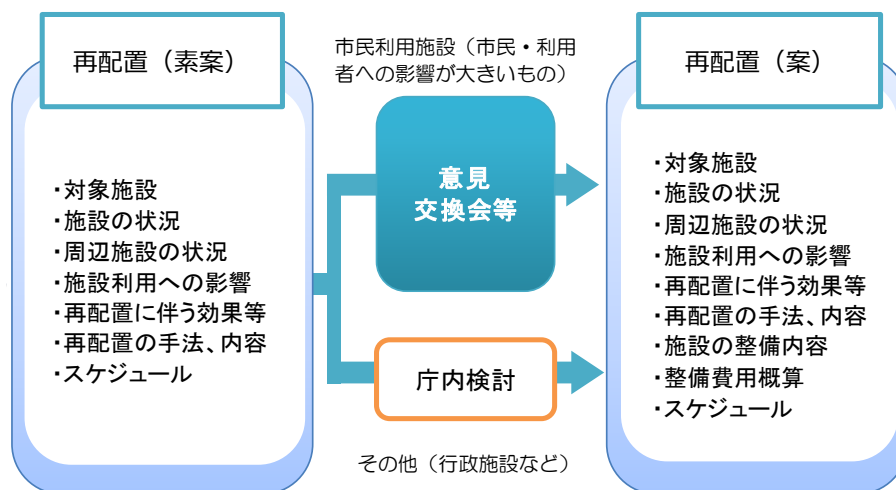 再配置（素案）
・対象施設
・施設の状況
・周辺施設の状況
・施設利用への影響
・再配置に伴う効果等
・再配置の手法、内容
・スケジュール
市民利用施設（市民・利用
者への影響が大きいもの）
意見
交換会等
庁内検討
その他（行政施設など）
再配置（案）
・対象施設
・施設の状況
・周辺施設の状況
・施設利用への影響
・再配置に伴う効果等
・再配置の手法、内容
・施設の整備内容
・整備費用概算
・スケジュール